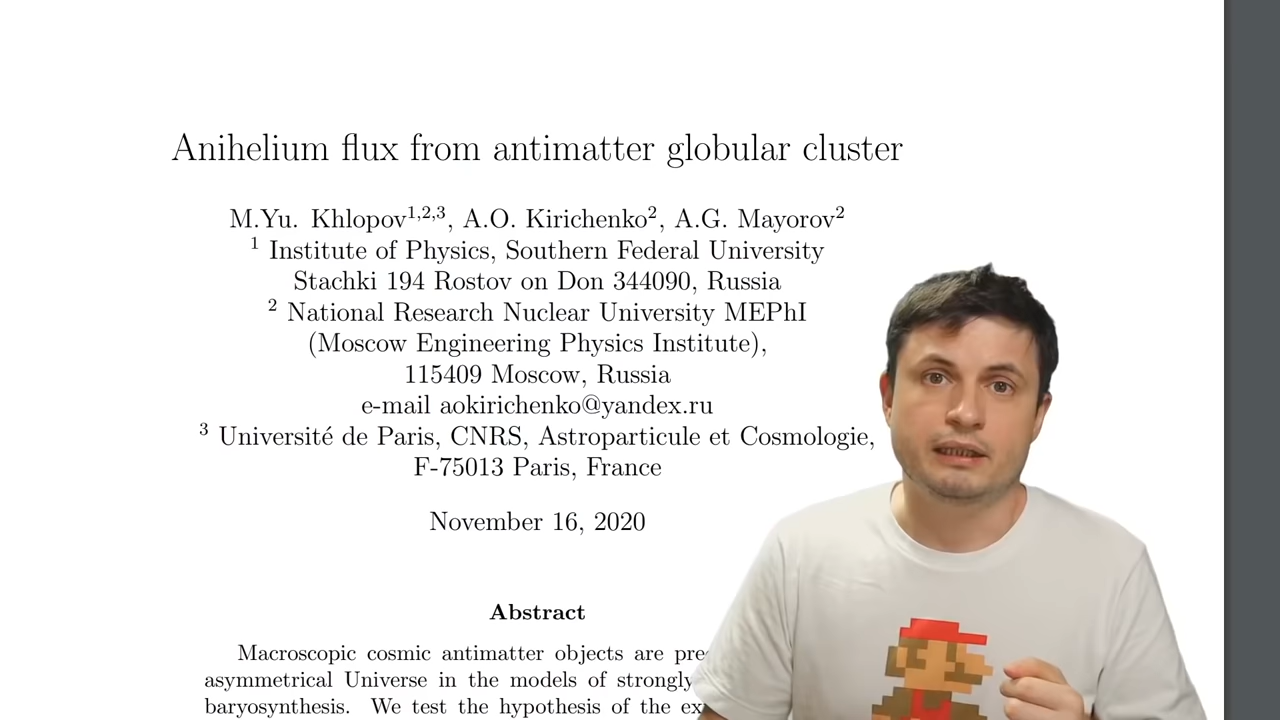 Anihelium flux from antimatter globular cluster
M.Yu. Khlopov1,2,3, A.O. Kirichenko2, A.G. Mayorov2
1 Institute of Physics, Southern Federal University
Stachki 194 Rostov on Don 344090, Russia
2 National Research Nuclear University MEPhI
(Moscow Engineering Physics Institute),
115409 Moscow, Russia
e-mail aokirichenko@yandex.ru
3 Université de Paris, CNRS, Astroparticule et Cosmologie,
F-75013 Paris, France
November 16, 2020
Abstract
Macroscopic cosmic antimatter objects are
asymmetrical Universe in the models of strongly
baryosynthesis. We test the hypothesis of the